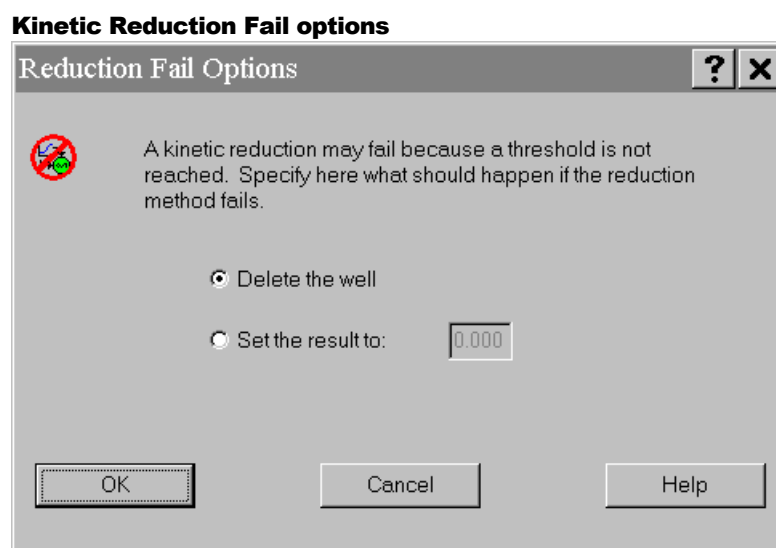 Kinetic Reduction Fail options
Reduction Fail Options
A kinetic reduction may fail because a threshold is not
reached. Specify here what should happen if the reduction
method fails.
Delete the well
Set the result to: 0.000
OK Cancel Help